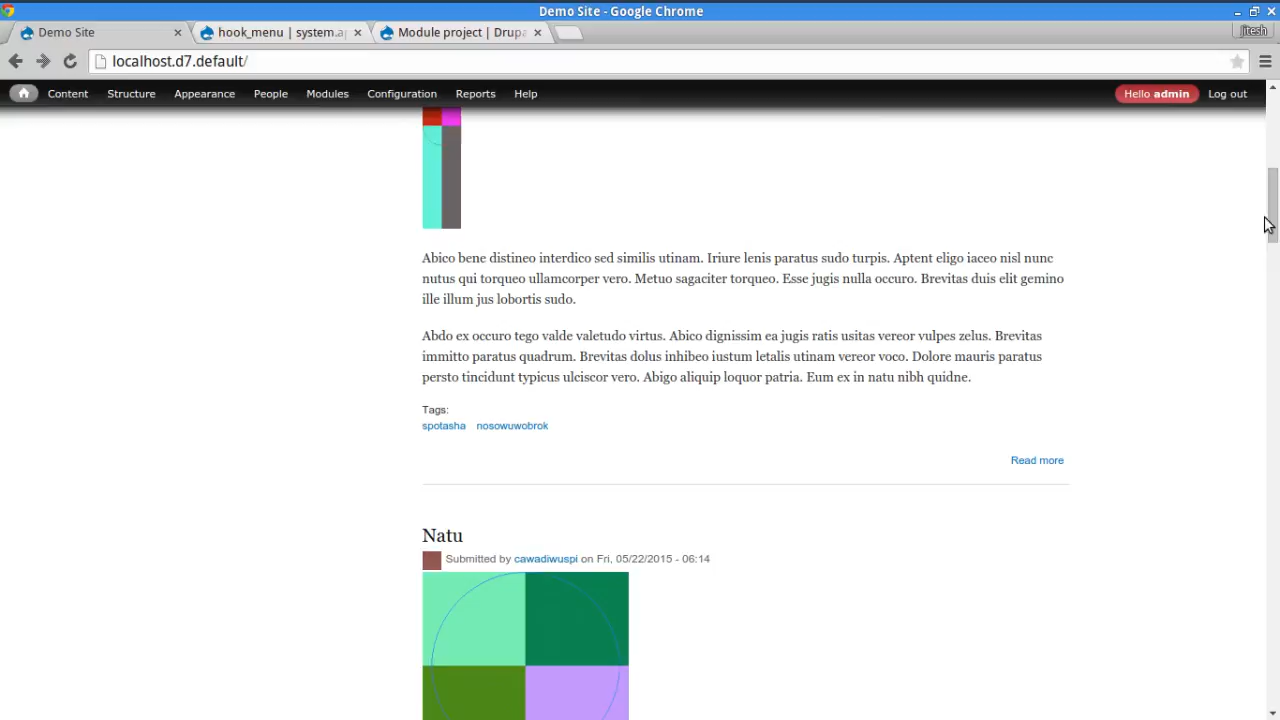 Demo Site - Google Chrome
Demo Site
hook_menu | system.ap
Module project | Drupa
jitesh
localhost.d7.default/
Content Structure Appearance People Modules Configuration Reports Help
Hello admin Log out
Abico bene distineo interdico sed similis utinam. Iriure lenis paratus sudo turpis. Aptent eligo iaceo nisl nunc
nutus qui torqueo ullamcorper vero. Metuo sagaciter torqueo. Esse jugis nulla occuro. Brevitas duis elit gemino
ille illum jus lobortis sudo.
Abdo ex occuro tego valde valetudo virtus. Abico dignissim ea jugis ratis usitas vereor vulpes zelus. Brevitas
immitto paratus quadrum. Brevitas dolus inhibeo iustum letalis utinam vereor voco. Dolore mauris paratus
persto tincidunt typicus ulciscor vero. Abigo aliquip loquor patria. Eum ex in natu nibh quidne.
Tags:
spotasha nosowuwobrok
Read more
Natu
Submitted by cawadiwuspi on Fri, 05/22/2015 - 06:14